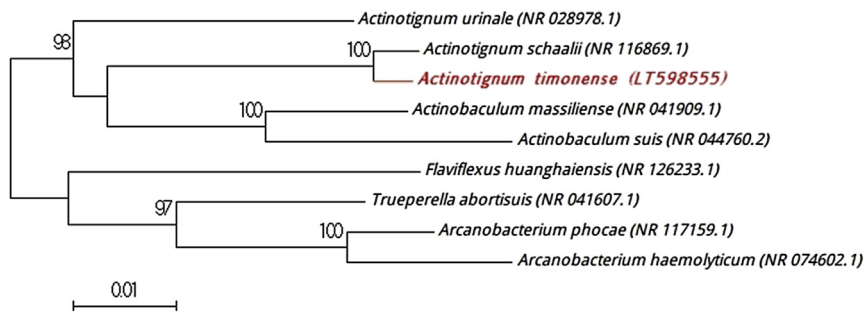 Actinotignum urinale (NR 028978.1)
98
100
Actinotignum schaalii (NR 116869.1)
Actinotignum timonense (LT598555)
100
Actinobaculum massiliense (NR 041909.1)
Actinobaculum suis (NR 044760.2)
Flaviflexus huanghaiensis (NR 126233.1)
97
Trueperella abortisuis (NR 041607.1)
100
Arcanobacterium phocae (NR 117159.1)
Arcanobacterium haemolyticum (NR 074602.1)
0.01